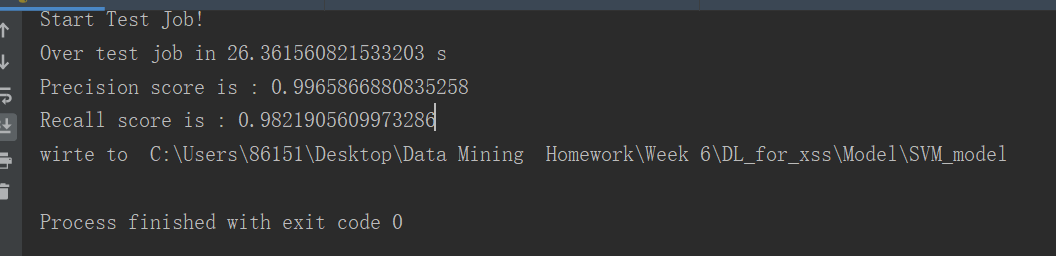 Start Test Job!
Over test job in 26.361560821533203 s
Precision score is : 0.9965866880835258
Recall score is : 0.9821905609973286
wirte to  C:\Users\86151\Desktop\Data Mining  Homework\Week 6\DL_for_xss\Model\SVM_model
Process finished with exit code 0